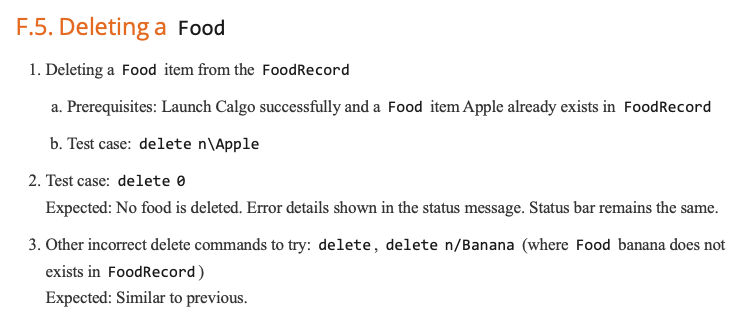 F.5. Deleting a Food
1. Deleting a Food item from the FoodRecord
a. Prerequisites: Launch Calgo successfully and a Food item Apple already exists in FoodRecord
b. Test case: delete n\Apple
2. Test case: delete 0
Expected: No food is deleted. Error details shown in the status message. Status bar remains the same.
3. Other incorrect delete commands to try: delete, delete n/Banana (where Food banana does not
exists in FoodRecord)
Expected: Similar to previous.